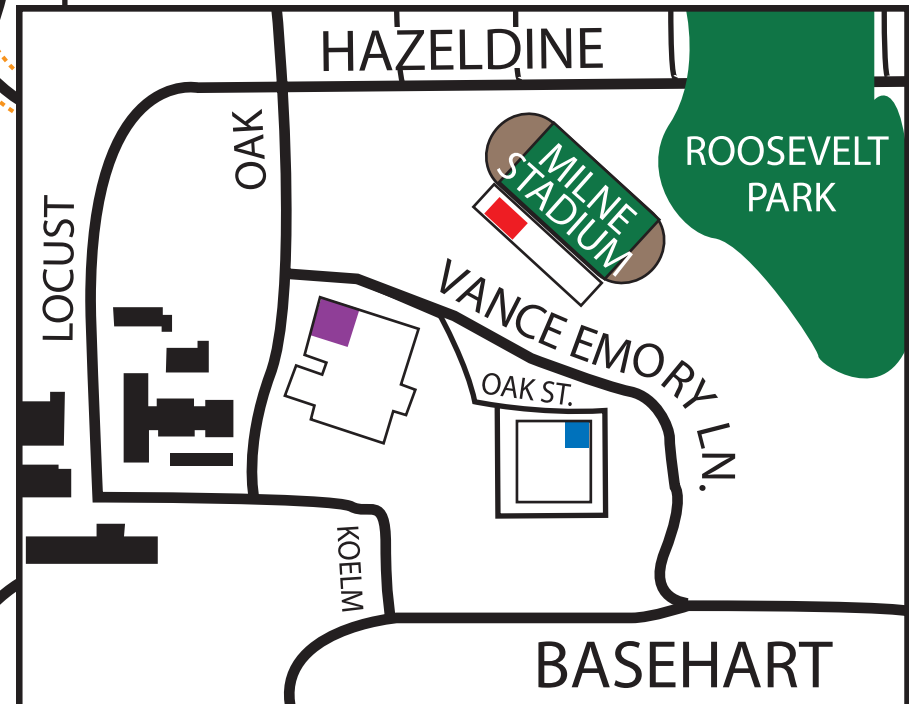 HAZELDINE
OAK
ROOSEVELT
PARK
MILNE
STADIUM
LOCUST
VANCE EMORY LN.
OAK ST.
KOELM
BASEHART